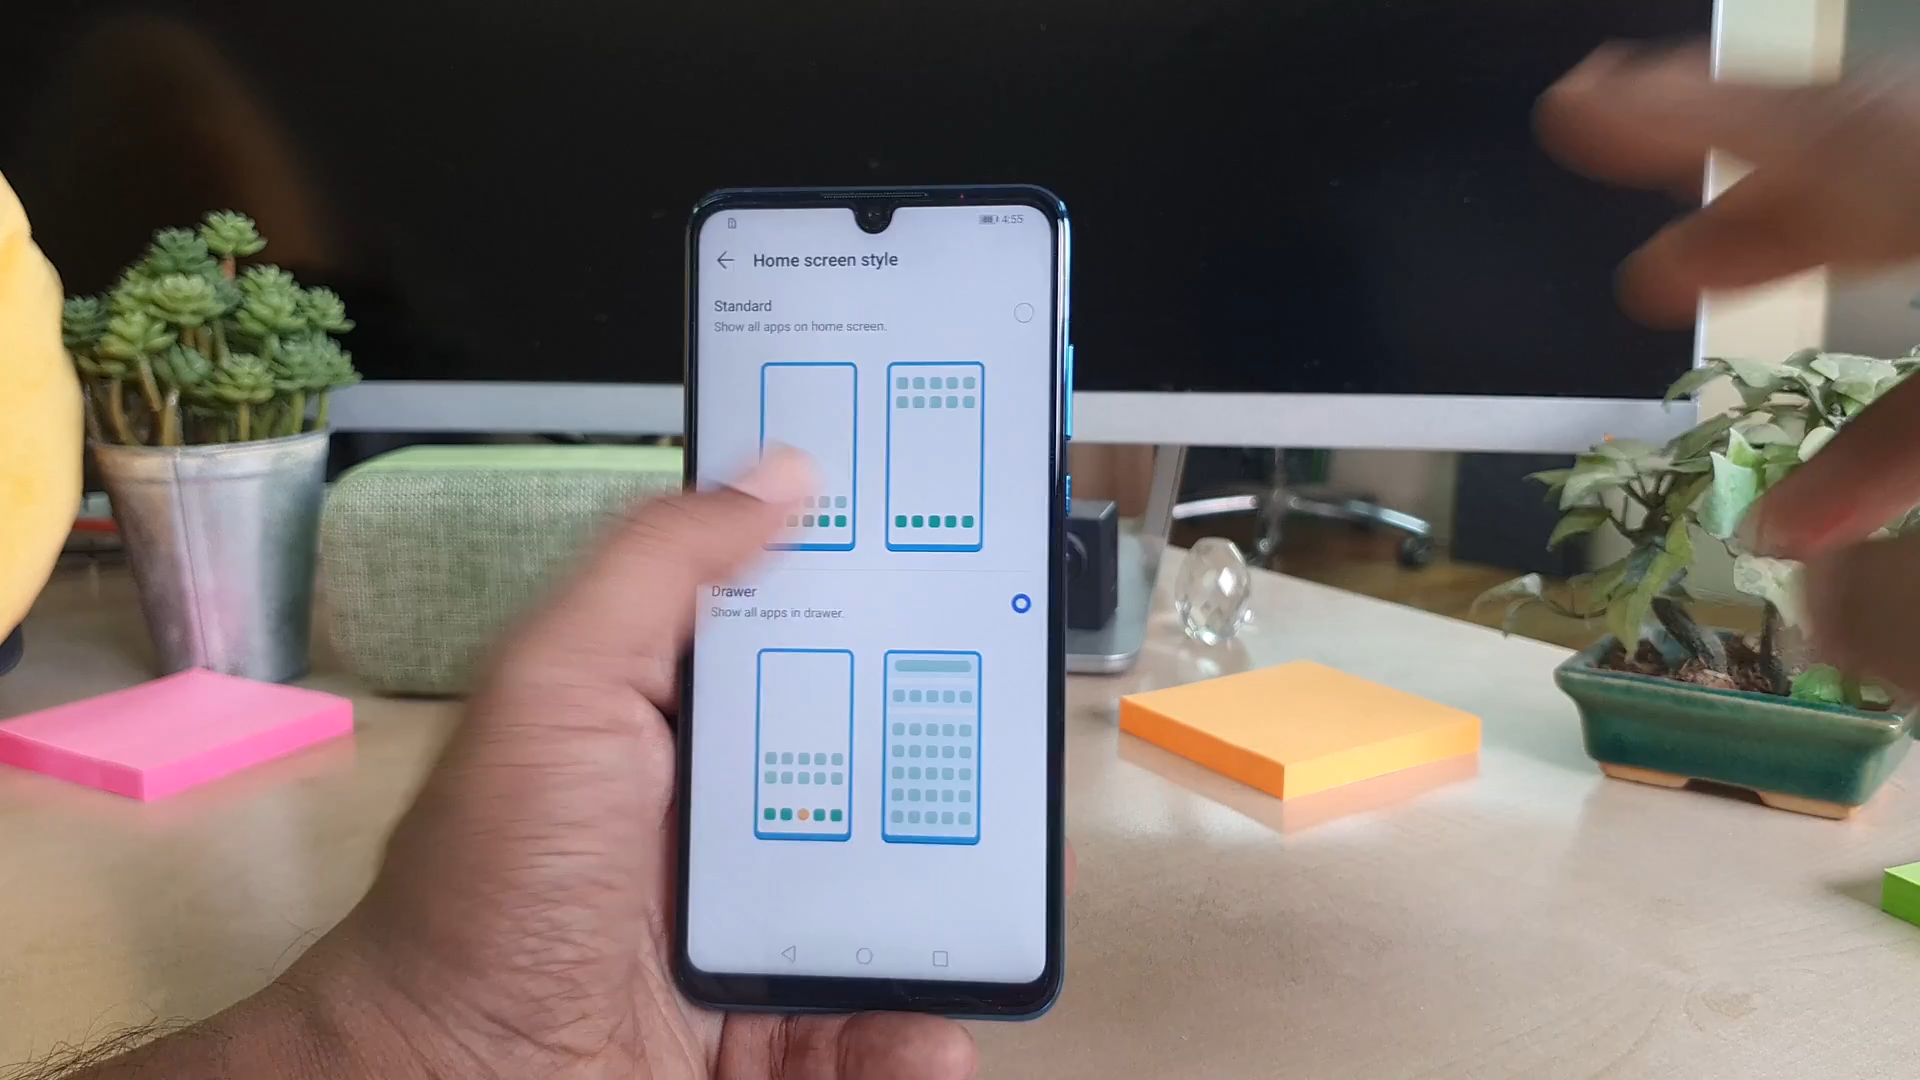 4:55
Home screen style
Standard
Show all apps on home screen.
Drawer
Show all apps in drawer.